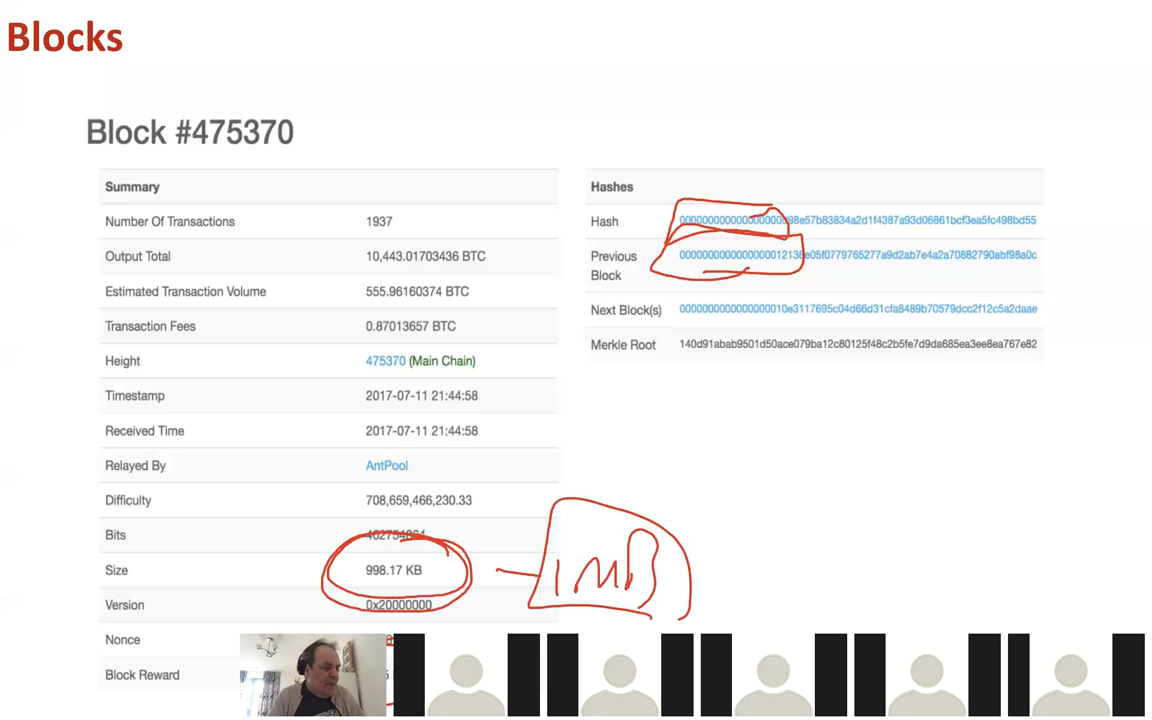 Blocks
Block #475370
Summary
Number Of Transactions 1937
Output Total 10,443.01703436 BTC
Estimated Transaction Volume 555.96160374 BTC
Transaction Fees 0.87013657 BTC
Height 475370 (Main Chain)
Timestamp 2017-07-11 21:44:58
Received Time 2017-07-11 21:44:58
Relayed By AntPool
Difficulty 708,659,466,230.33
Bits 402754864
Size 998.17 KB
1MB
Version 0x20000000
Nonce
Block Reward
Hashes
Hash
Previous
Block
Next Block(s)
Merkle Root 140d91abab9501d50ace079ba12c80125f48c2b5fe7d9da685ea3ee8ea767e82